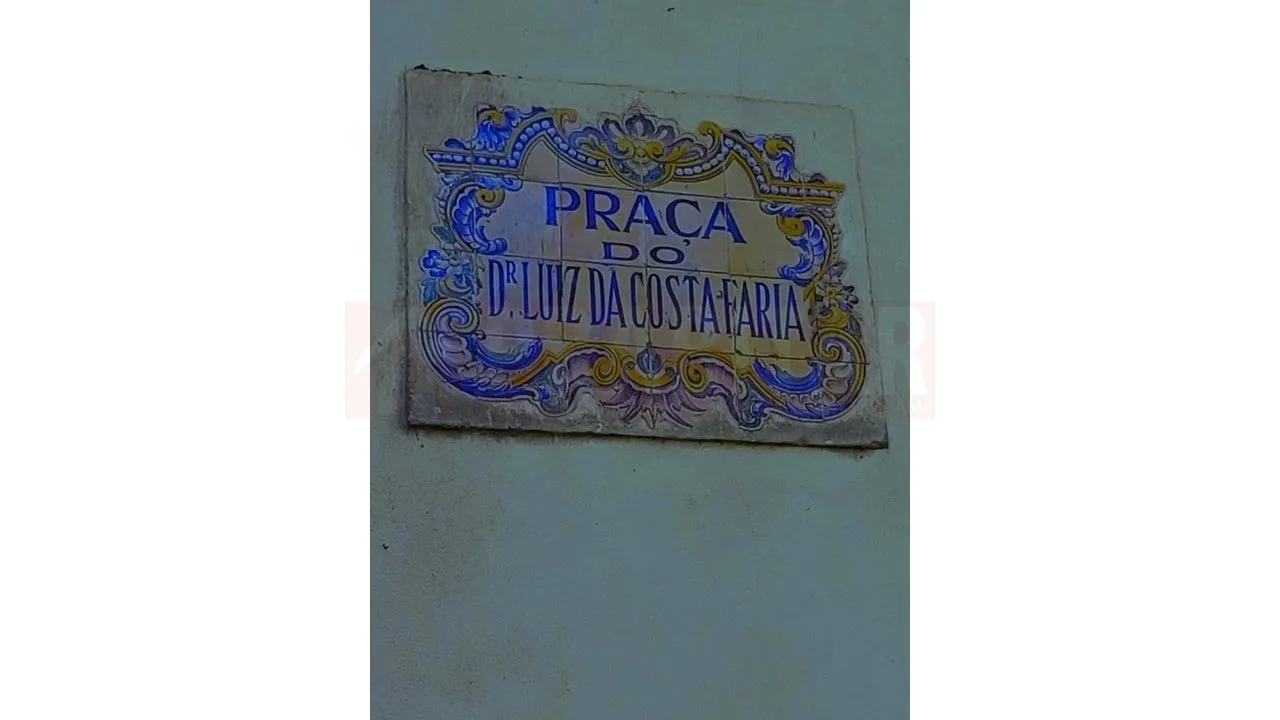 PRAÇA
DO
DR. LUIZ DA COSTA FARIA